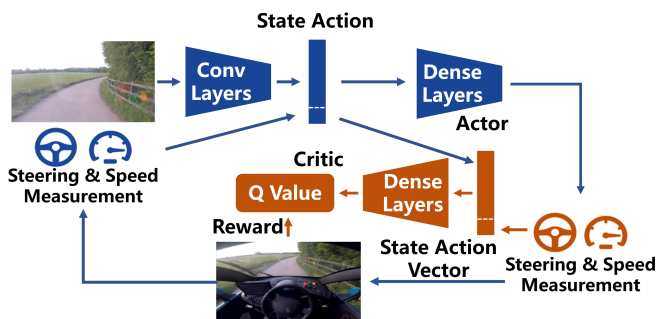 State Action
Conv
Layers
Dense
Layers
Actor
Steering & Speed
Measurement
Critic
Q Value
Dense
Layers
Reward
State Action
Vector
Steering & Speed
Measurement